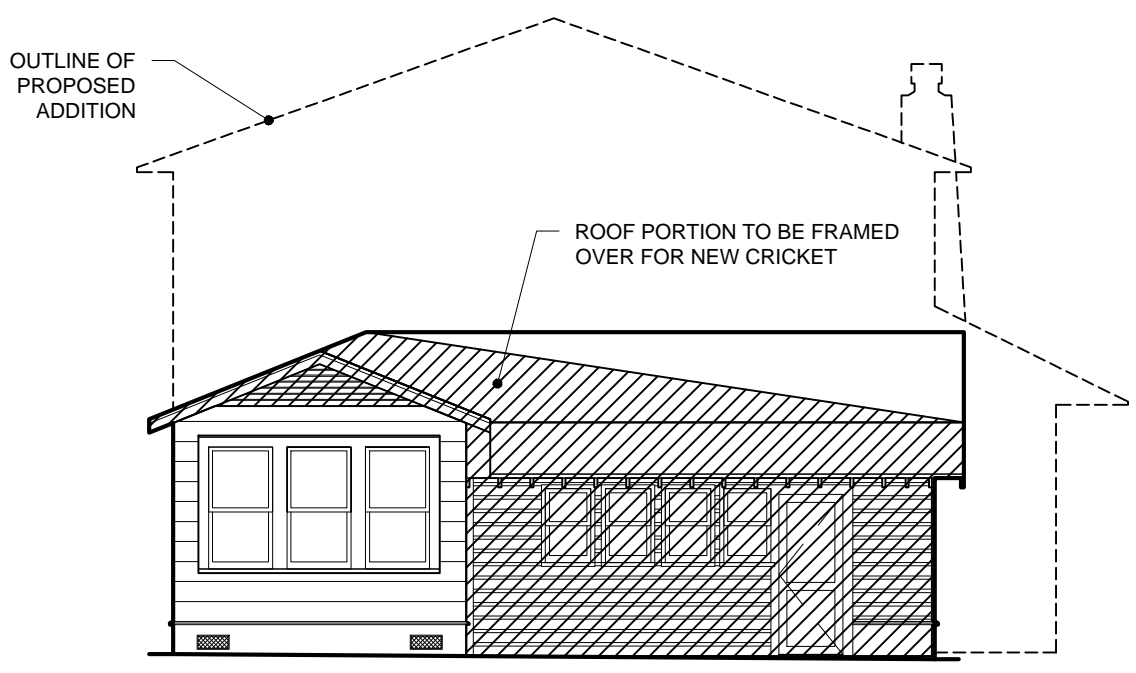 OUTLINE OF
PROPOSED
ADDITION
ROOF PORTION TO BE FRAMED
OVER FOR NEW CRICKET